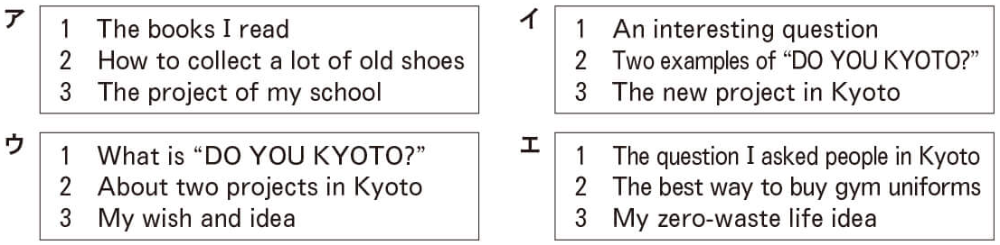 ア
1 The books I read
2 How to collect a lot of old shoes
3 The project of my school
イ
1 An interesting question
2 Two examples of “DO YOU KYOTO?”
3 The new project in Kyoto
ウ
1 What is “DO YOU KYOTO?”
2 About two projects in Kyoto
3 My wish and idea
エ
1 The question I asked people in Kyoto
2 The best way to buy gym uniforms
3 My zero-waste life idea